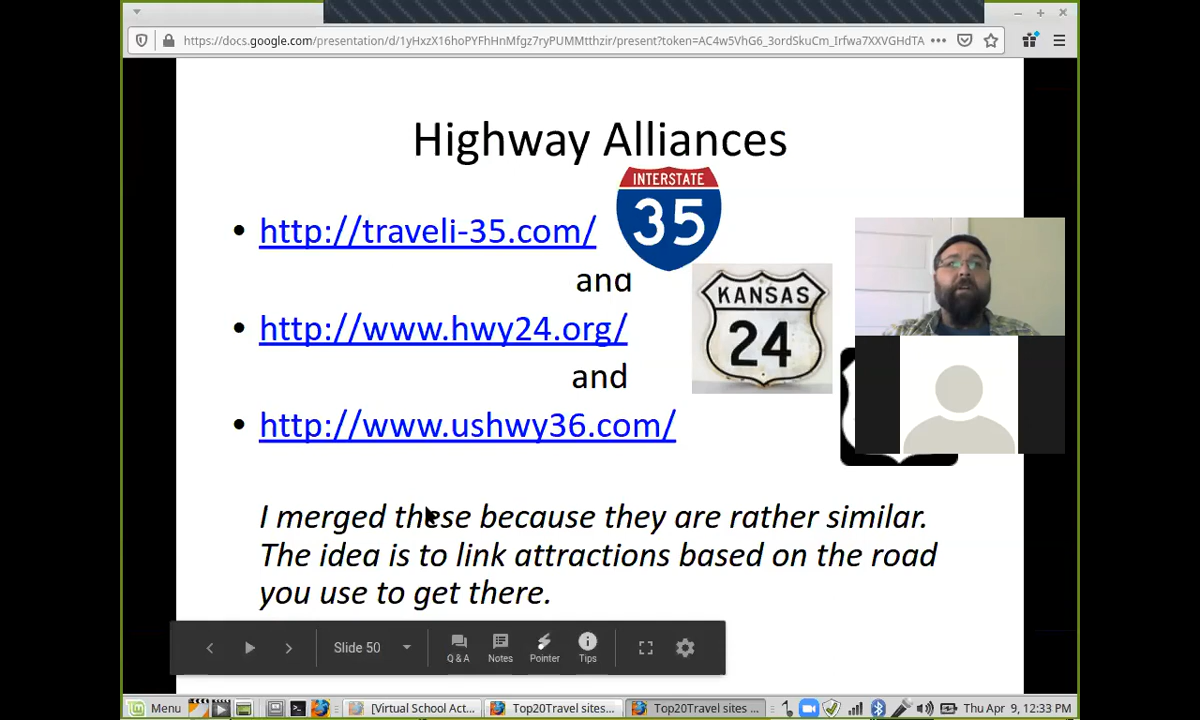 https://docs.google.com/presentation/d/1yHxzX16hoPYFhHnMfgz7ryPUMMtthzir/present?token=AC4w5VhG6_3ordSkuCm_Irfwa7XXVGHdTA
Highway Alliances
INTERSTATE
35
• http://traveli-35.com/
and
KANSAS
24
• http://www.hwy24.org/
and
• http://www.ushwy36.com/
I merged these because they are rather similar.
The idea is to link attractions based on the road
you use to get there.
Slide 50
Q & A
Notes
Pointer
Tips
Menu
[Virtual School Act...
Top20Travel sites...
Top20Travel sites ...
Thu Apr 9, 12:33 PM